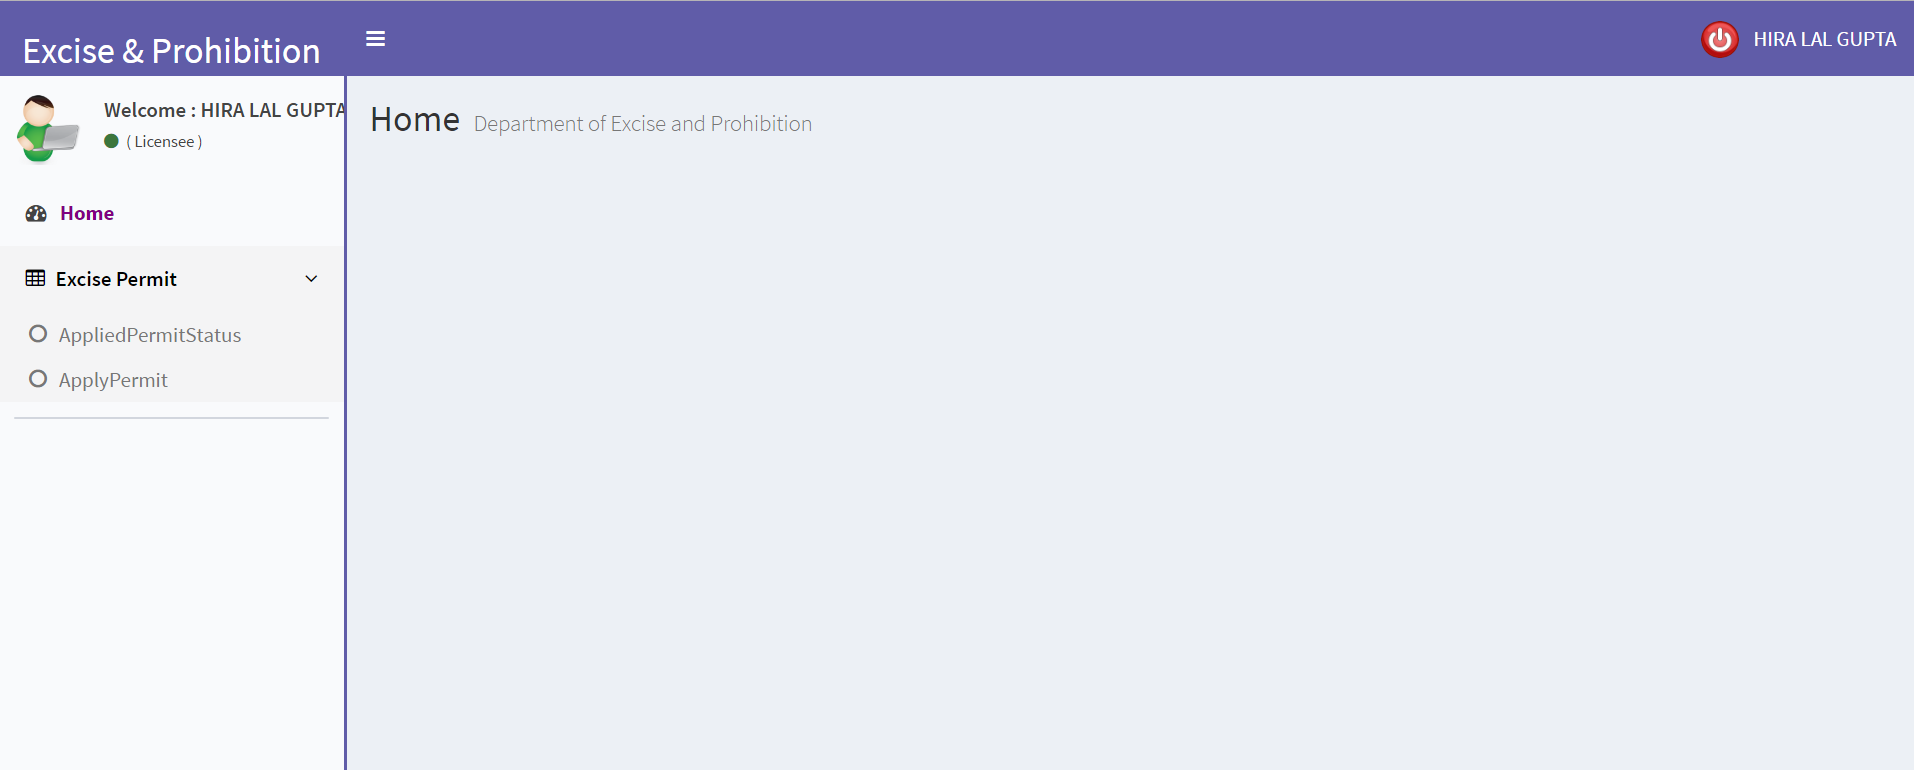 Excise & Prohibition
HIRA LAL GUPTA
Welcome : HIRA LAL GUPTA
( Licensee )
Home Department of Excise and Prohibition
Home
Excise Permit
AppliedPermitStatus
ApplyPermit